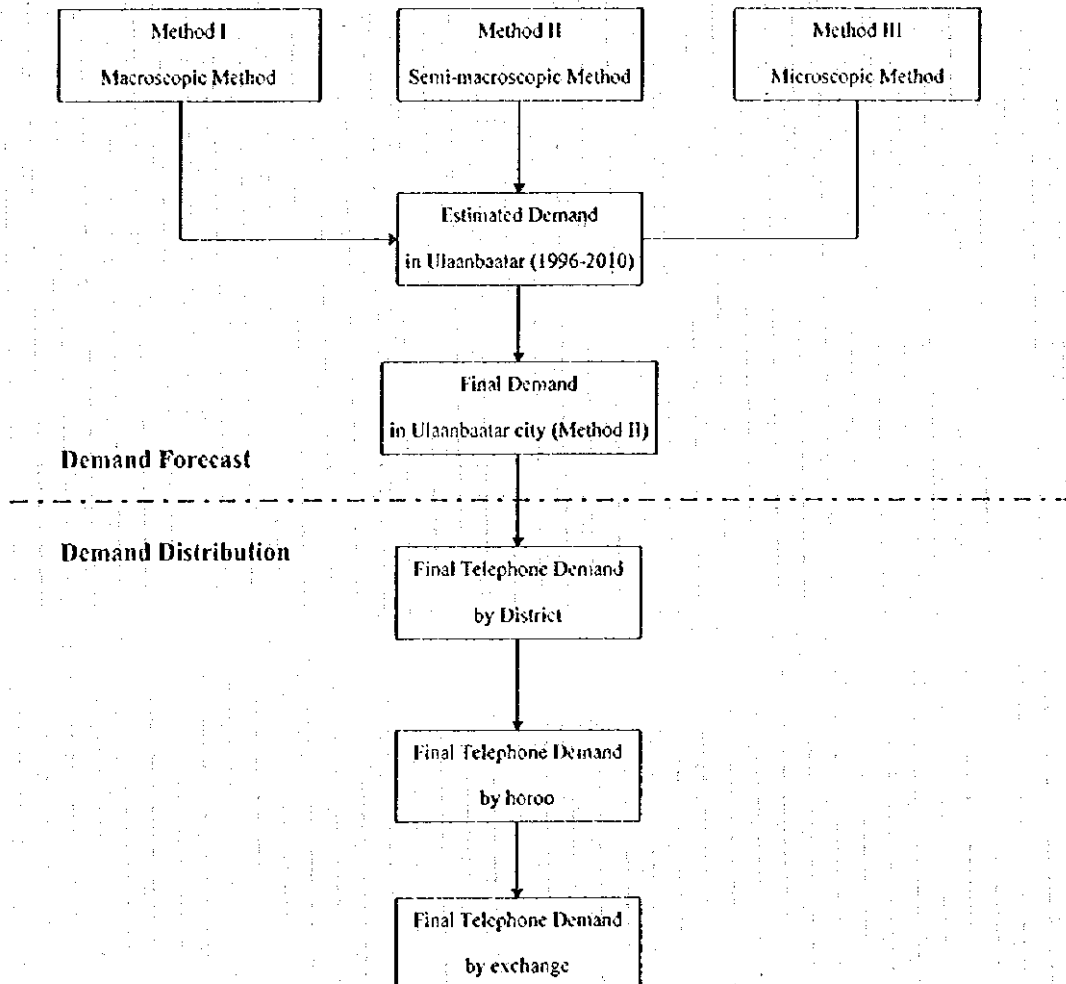 Method I
Macroscopic Method
Method II
Semi-macroscopic Method
Method III
Microscopic Method
Estimated Demand
in Ulaanbaatar (1996-2010)
Final Demand
in Ulaanbaatar city (Method II)
Demand Forecast
Demand Distribution
Final Telephone Demand
by District
Final Telephone Demand
by horoo
Final Telephone Demand
by exchange